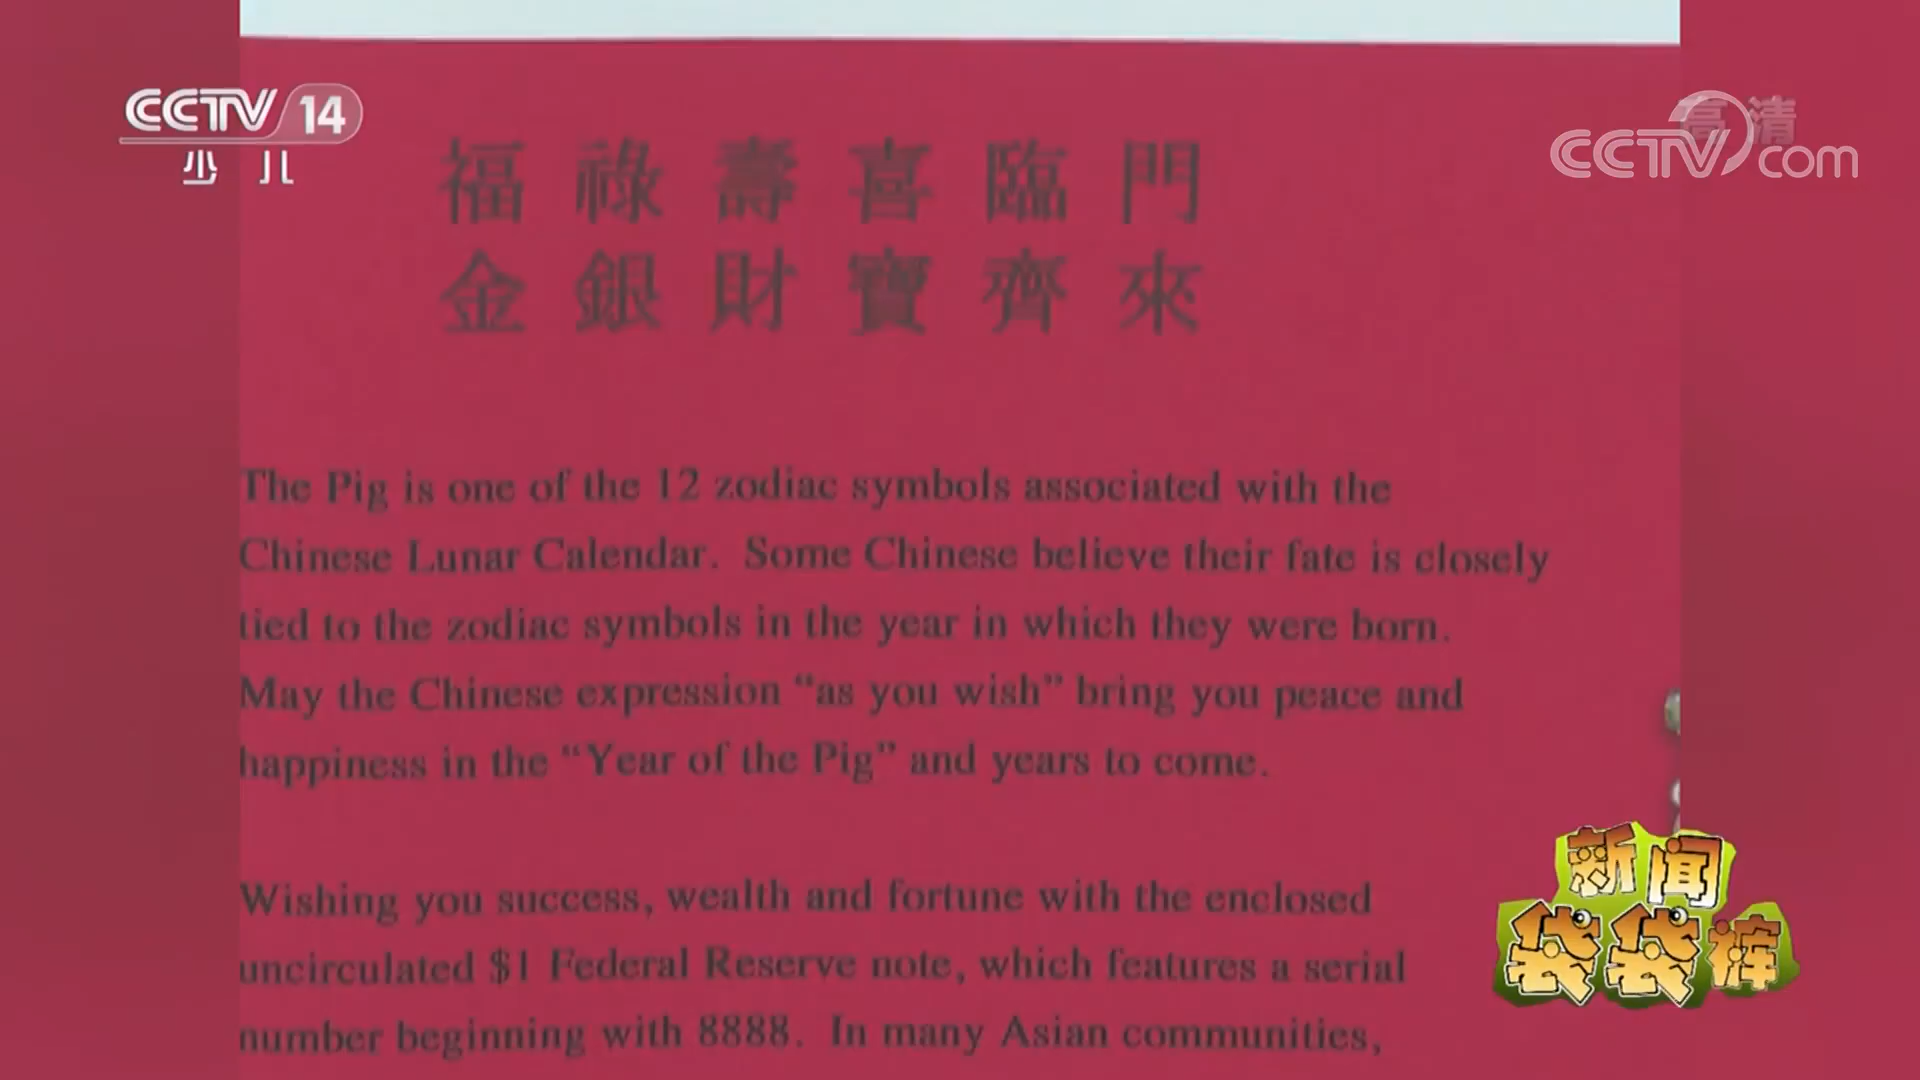 CCTV 14
少儿
高清
CCTV.com
福祿壽喜臨門
金銀財寶齊來
The Pig is one of the 12 zodiac symbols associated with the
Chinese Lunar Calendar. Some Chinese believe their fate is closely
tied to the zodiac symbols in the year in which they were born.
May the Chinese expression “as you wish” bring you peace and
happiness in the “Year of the Pig” and years to come.
Wishing you success, wealth and fortune with the enclosed
uncirculated $1 Federal Reserve note, which features a serial
number beginning with 8888. In many Asian communities,
新闻
袋袋裤